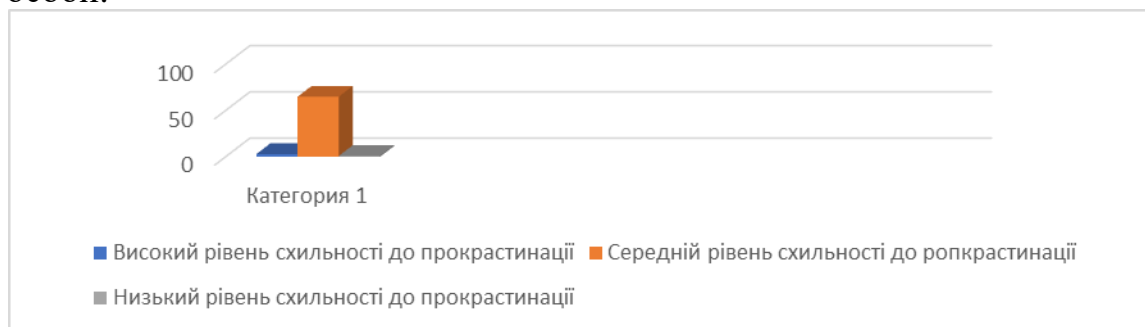 100
50
0
Категория 1
Високий рівень схильності до прокрастинації Середній рівень схильності до ропкрастинації
Низький рівень схильності до прокрастинації